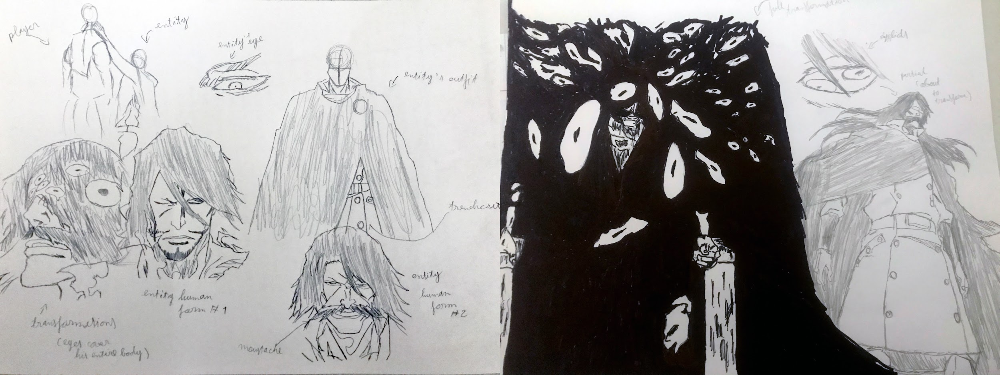 player
entity
entity's eye
entity's outfit
trenchcoat
entity human
form #1
transformations
(eyes cover
his entire body)
entity
human
form
#2
moustache
full transformation
eyelids
partial
(about
to
transform)